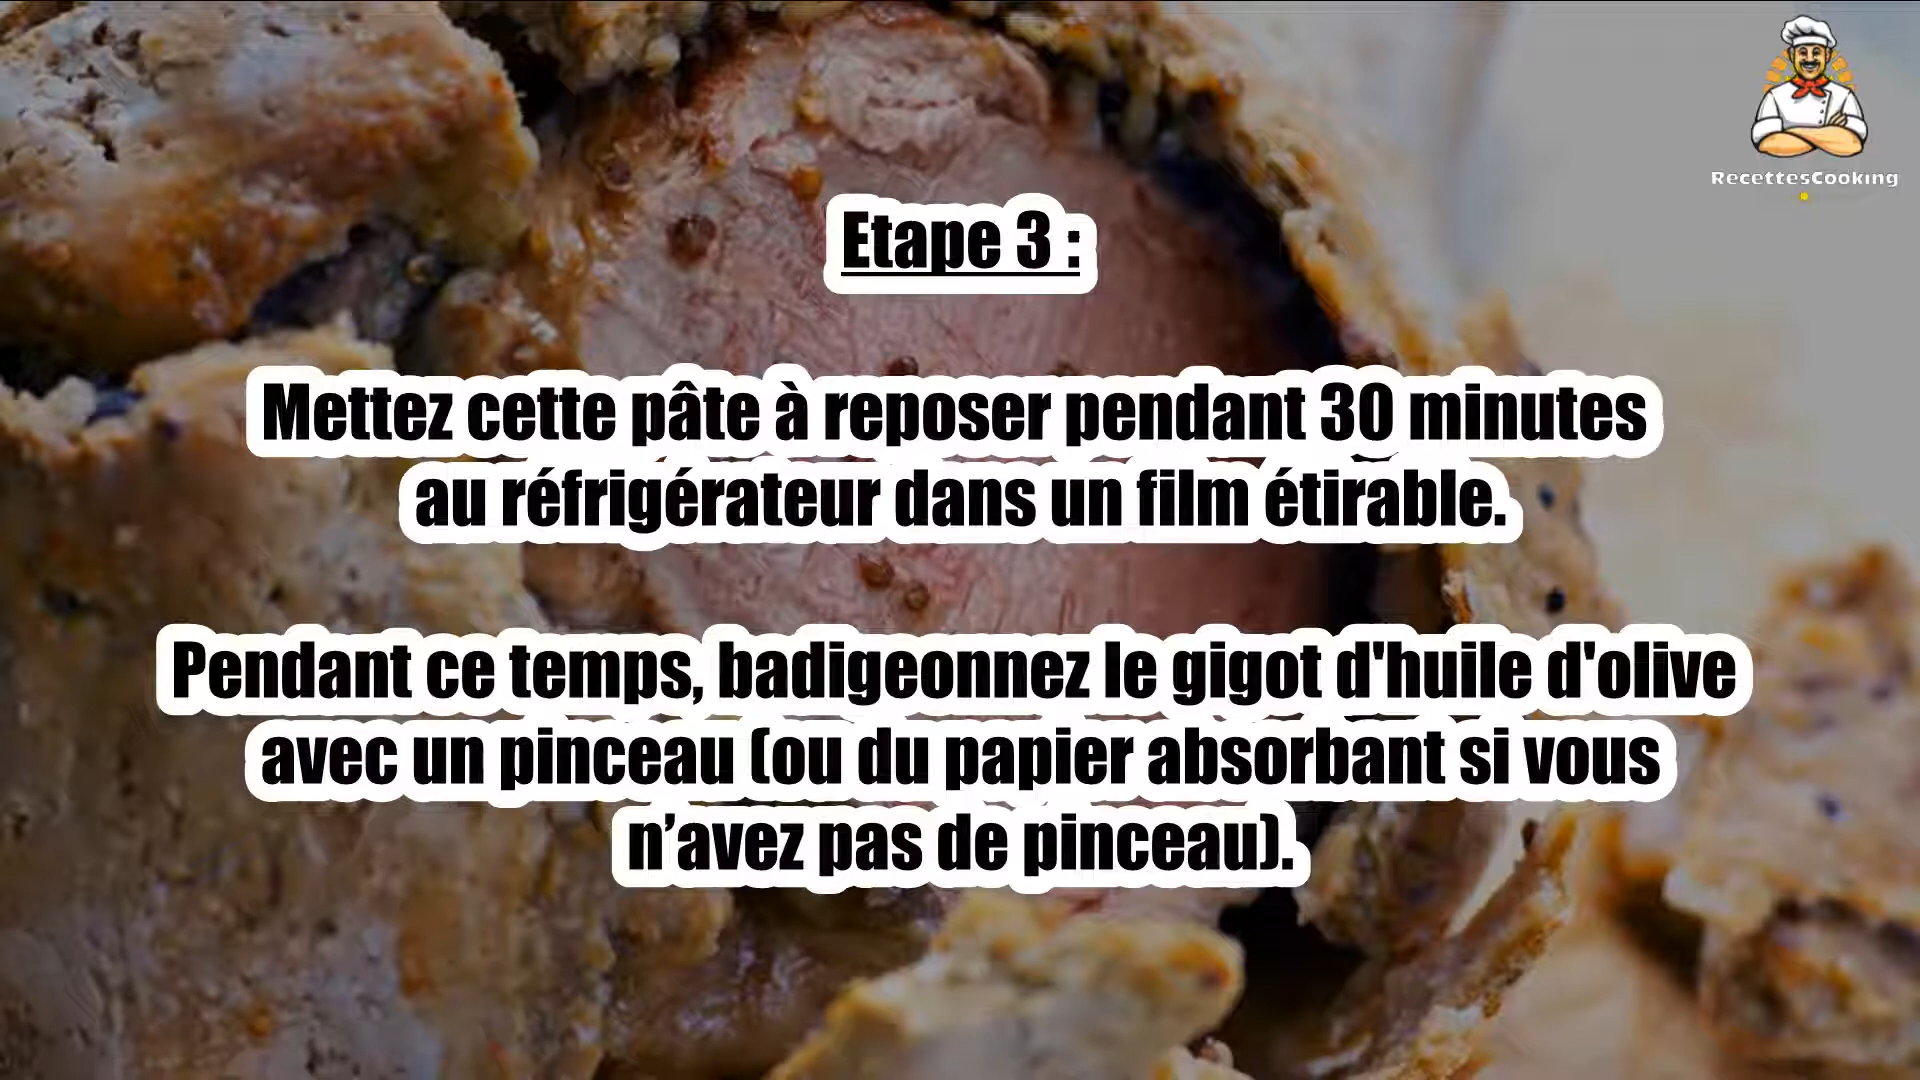 RecettesCooking
Etape 3 :
Mettez cette pâte à reposer pendant 30 minutes
au réfrigérateur dans un film étirable.
Pendant ce temps, badigeonnez le gigot d'huile d'olive
avec un pinceau (ou du papier absorbant si vous
n’avez pas de pinceau).